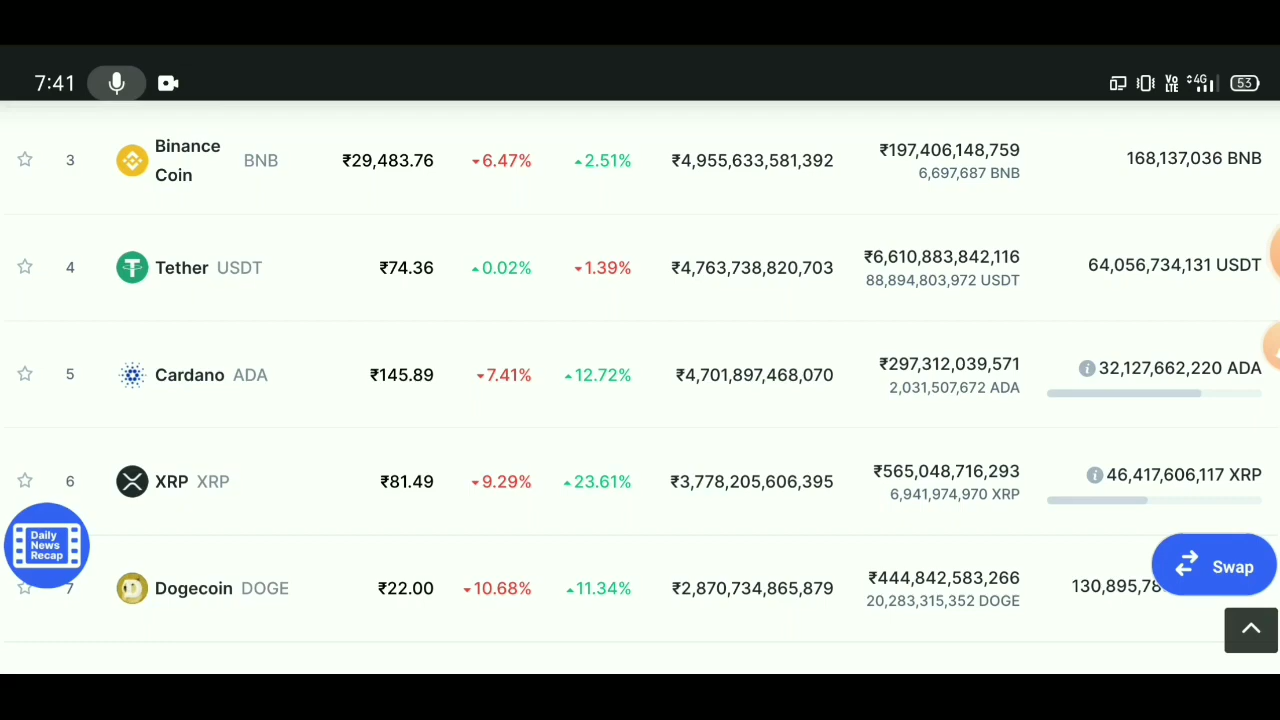 7:41
Vo LTE 4G 53
3 Binance Coin BNB ₹29,483.76 6.47% 2.51% ₹4,955,633,581,392 ₹197,406,148,759 168,137,036 BNB
6,697,687 BNB
4 Tether USDT ₹74.36 0.02% 1.39% ₹4,763,738,820,703 ₹6,610,883,842,116 64,056,734,131 USDT
88,894,803,972 USDT
5 Cardano ADA ₹145.89 7.41% 12.72% ₹4,701,897,468,070 ₹297,312,039,571 32,127,662,220 ADA
2,031,507,672 ADA
6 XRP XRP ₹81.49 9.29% 23.61% ₹3,778,205,606,395 ₹565,048,716,293 46,417,606,117 XRP
6,941,974,970 XRP
Daily
News
Recap
7 Dogecoin DOGE ₹22.00 10.68% 11.34% ₹2,870,734,865,879 ₹444,842,583,266 130,895,78
20,283,315,352 DOGE
Swap